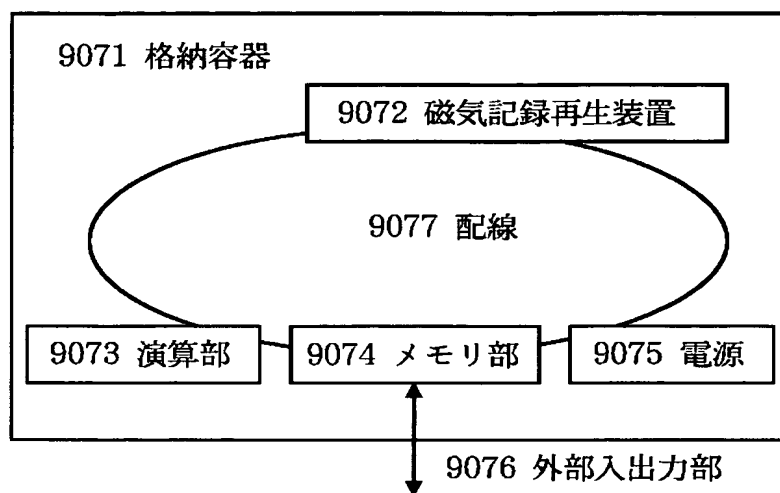 9071 格納容器
9072 磁気記録再生装置
9077 配線
9073 演算部
9074 メモリ部
9075 電源
9076 外部入出力部